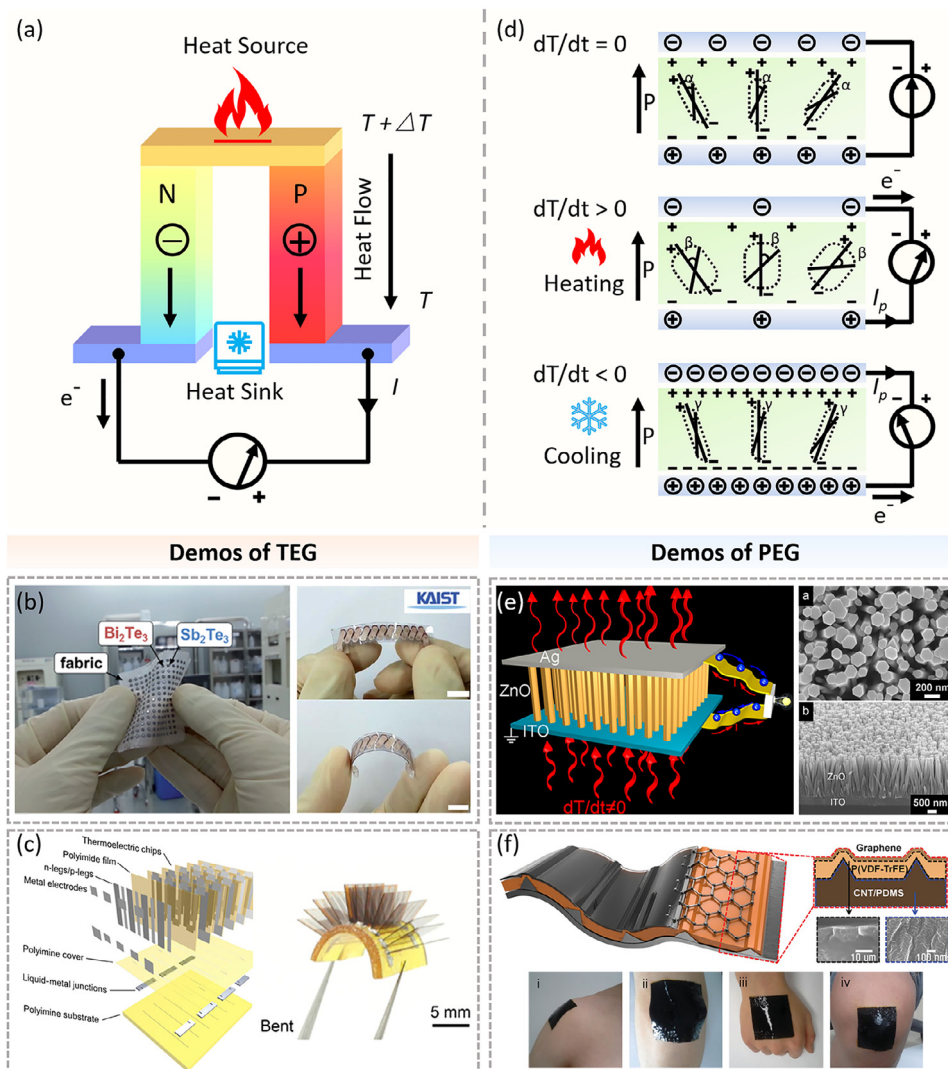 (a)
Heat Source
T + △T
N
P
Heat Flow
T
Heat Sink
e⁻
I
- +
(d)
dT/dt = 0
P
α α α
e⁻
dT/dt > 0
Heating
P
β β β
I_p
dT/dt < 0
Cooling
P
γ γ γ
I_p
e⁻
Demos of TEG
(b)
Bi₂Te₃
Sb₂Te₃
fabric
KAIST
(c)
Thermoelectric chips
Polyimide film
n-legs/p-legs
Metal electrodes
Polyimine cover
Liquid-metal junctions
Polyimine substrate
Bent
5 mm
Demos of PEG
(e)
Ag
ZnO
ITO
dT/dt≠0
a
200 nm
b
ZnO
ITO
500 nm
(f)
Graphene
P(VDF-TrFE)
CNT/PDMS
10 um
100 nm
i
ii
iii
iv